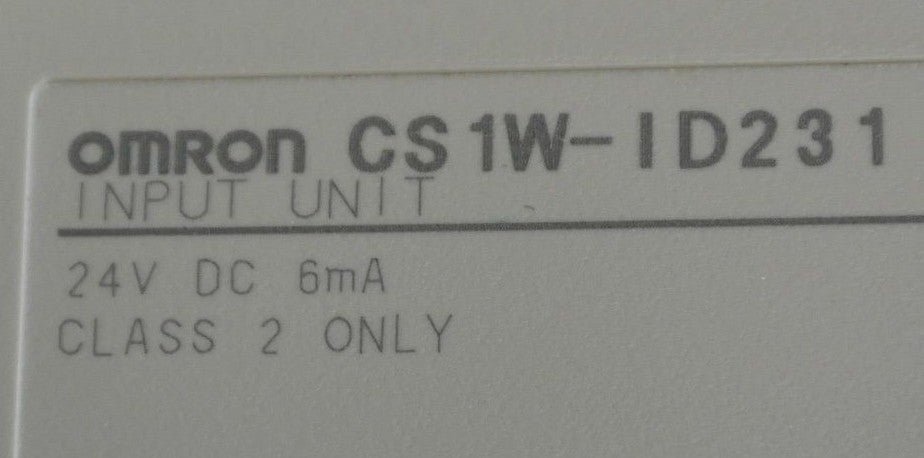 omron CS1W-ID231
INPUT UNIT
24V DC 6mA
CLASS 2 ONLY